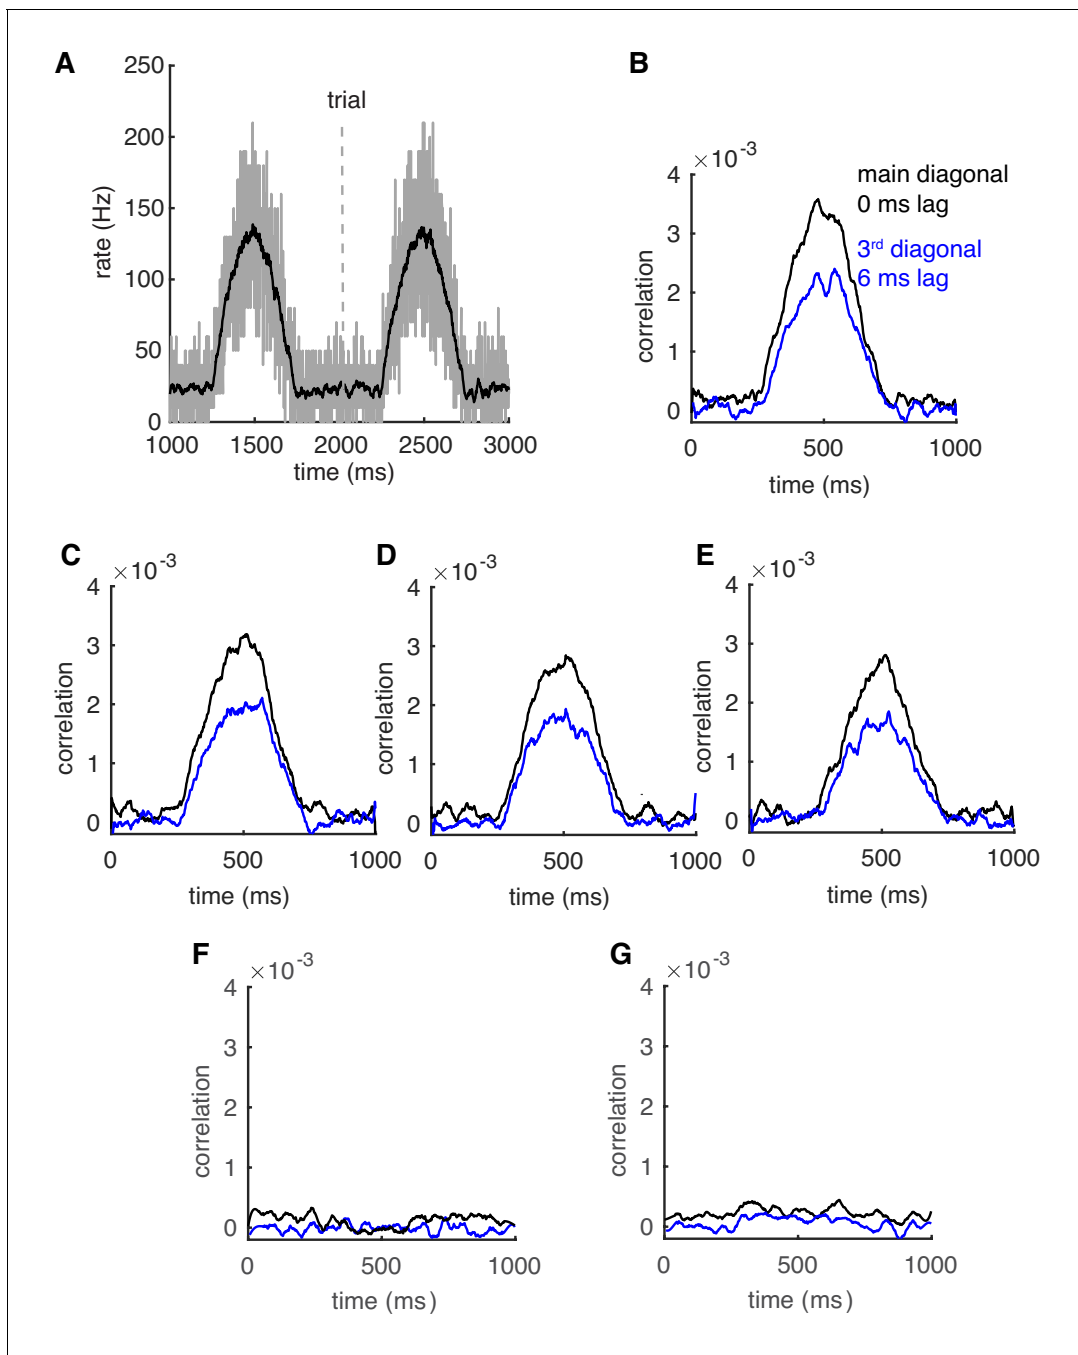 A
250
200
150
100
50
0
rate (Hz)
trial
1000 1500 2000 2500 3000
time (ms)
B
×10-3
4
3
2
1
0
correlation
main diagonal
0 ms lag
3rd diagonal
6 ms lag
0 500 1000
time (ms)
C
×10-3
4
3
2
1
0
correlation
0 500 1000
time (ms)
D
×10-3
4
3
2
1
0
correlation
0 500 1000
time (ms)
E
×10-3
4
3
2
1
0
correlation
0 500 1000
time (ms)
F
×10-3
4
3
2
1
0
correlation
0 500 1000
time (ms)
G
×10-3
4
3
2
1
0
correlation
0 500 1000
time (ms)